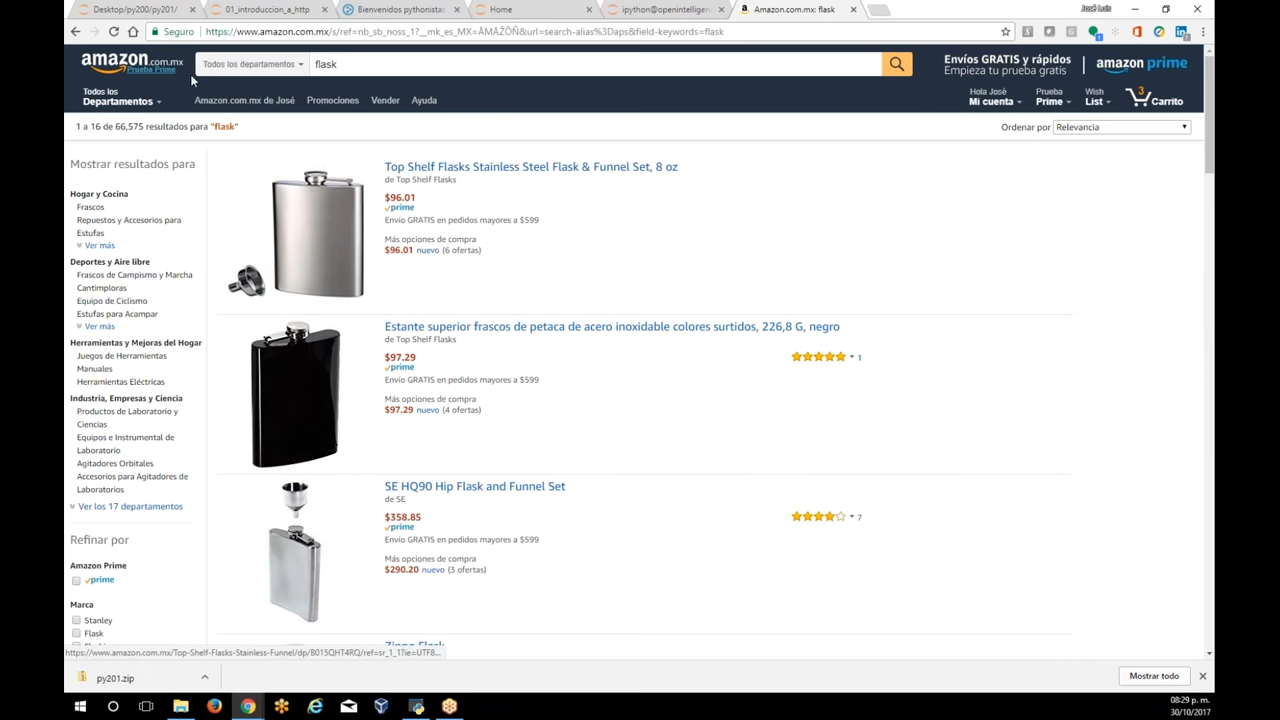 Desktop/py200/py201/
01_introduccion_a_http
Bienvenidos pythonistas
Home
ipython@openintelligen
Amazon.com.mx: flask
José Luis
Seguro
https://www.amazon.com.mx/s/ref=nb_sb_noss_1?__mk_es_MX=ÅMÅŽÕÑ&url=search-alias%3Daps&field-keywords=flask
amazon.com.mx
Prueba Prime
Todos los departamentos
flask
Envíos GRATIS y rápidos
Empieza tu prueba gratis
amazon prime
Todos los
Departamentos
Amazon.com.mx de José
Promociones
Vender
Ayuda
Hola José
Mi cuenta
Prueba
Prime
Wish
List
3
Carrito
1 a 16 de 66,575 resultados para "flask"
Ordenar por
Relevancia
Mostrar resultados para
Hogar y Cocina
Frascos
Repuestos y Accesorios para
Estufas
Ver más
Deportes y Aire libre
Frascos de Campismo y Marcha
Cantimploras
Equipo de Ciclismo
Estufas para Acampar
Ver más
Herramientas y Mejoras del Hogar
Juegos de Herramientas
Manuales
Herramientas Eléctricas
Industria, Empresas y Ciencia
Productos de Laboratorio y
Ciencias
Equipos e Instrumental de
Laboratorio
Agitadores Orbitales
Accesorios para Agitadores de
Laboratorios
Ver los 17 departamentos
Refinar por
Amazon Prime
prime
Marca
Stanley
Flask
Top Shelf Flasks Stainless Steel Flask & Funnel Set, 8 oz
de Top Shelf Flasks
$96.01
prime
Envío GRATIS en pedidos mayores a $599
Más opciones de compra
$96.01 nuevo (6 ofertas)
Estante superior frascos de petaca de acero inoxidable colores surtidos, 226,8 G, negro
de Top Shelf Flasks
$97.29
1
prime
Envío GRATIS en pedidos mayores a $599
Más opciones de compra
$97.29 nuevo (4 ofertas)
SE HQ90 Hip Flask and Funnel Set
de SE
$358.85
7
prime
Envío GRATIS en pedidos mayores a $599
Más opciones de compra
$290.20 nuevo (3 ofertas)
Zippo Flask
https://www.amazon.com.mx/Top-Shelf-Flasks-Stainless-Funnel/dp/B015QHT4RQ/ref=sr_1_1?ie=UTF8...
py201.zip
Mostrar todo
08:29 p. m.
30/10/2017